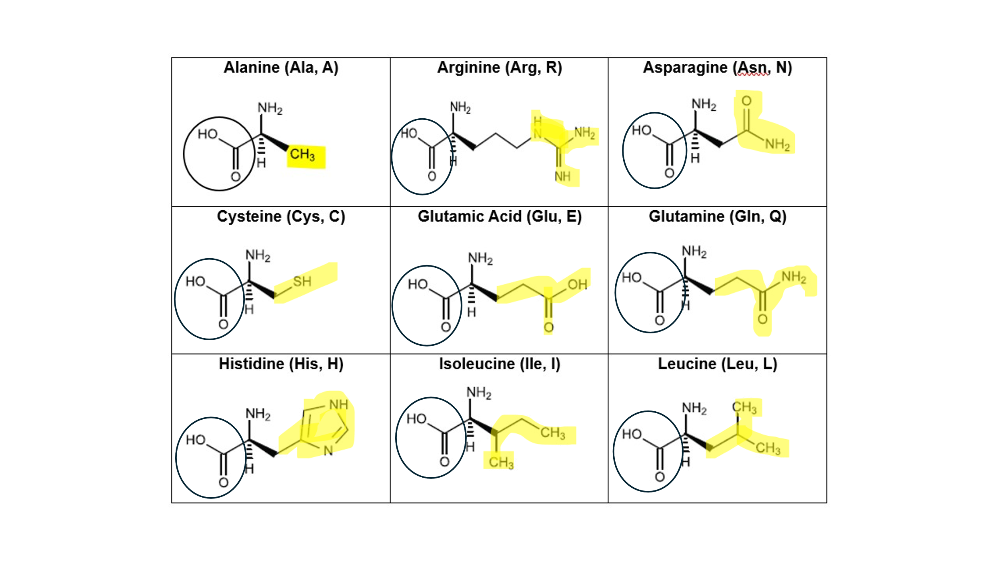 Alanine (Ala, A)
NH2
HO
H
CH3
O
Arginine (Arg, R)
NH2
HO
H
N
NH2
H
O
NH
Asparagine (Asn, N)
NH2
O
HO
NH2
H
O
Cysteine (Cys, C)
NH2
HO
SH
H
O
Glutamic Acid (Glu, E)
NH2
HO
OH
H
O
O
Glutamine (Gln, Q)
NH2
HO
NH2
H
O
O
Histidine (His, H)
NH2
NH
HO
N
H
O
Isoleucine (Ile, I)
NH2
HO
CH3
H
O
CH3
Leucine (Leu, L)
NH2
CH3
HO
CH3
H
O